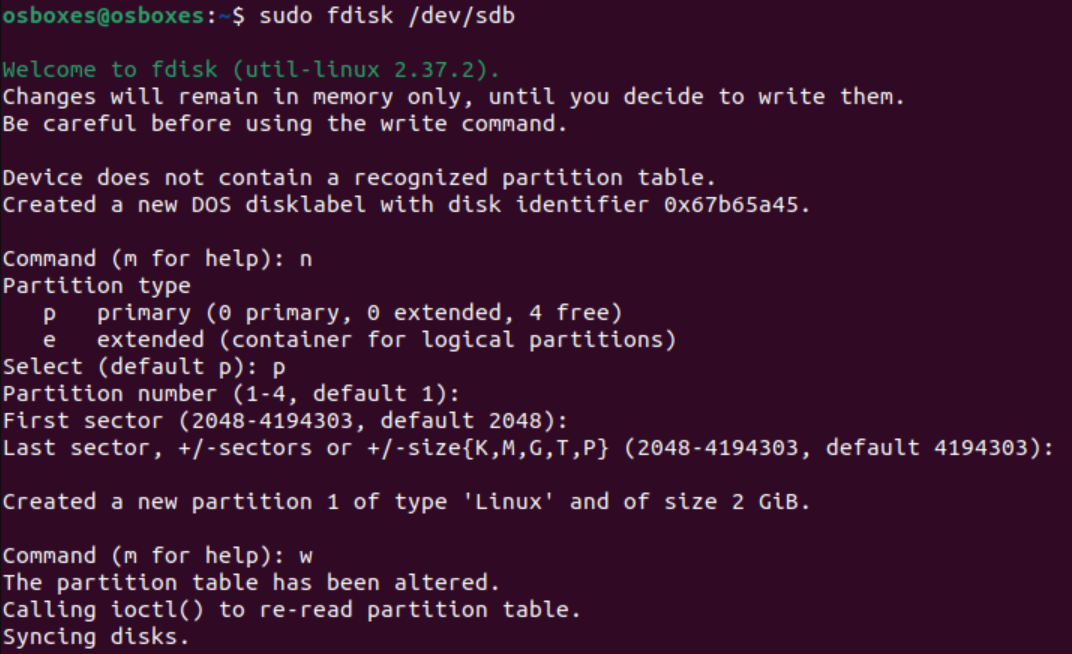 osboxes@osboxes:~$ sudo fdisk /dev/sdb
Welcome to fdisk (util-linux 2.37.2).
Changes will remain in memory only, until you decide to write them.
Be careful before using the write command.
Device does not contain a recognized partition table.
Created a new DOS disklabel with disk identifier 0x67b65a45.
Command (m for help): n
Partition type
   p   primary (0 primary, 0 extended, 4 free)
   e   extended (container for logical partitions)
Select (default p): p
Partition number (1-4, default 1):
First sector (2048-4194303, default 2048):
Last sector, +/-sectors or +/-size{K,M,G,T,P} (2048-4194303, default 4194303):
Created a new partition 1 of type 'Linux' and of size 2 GiB.
Command (m for help): w
The partition table has been altered.
Calling ioctl() to re-read partition table.
Syncing disks.